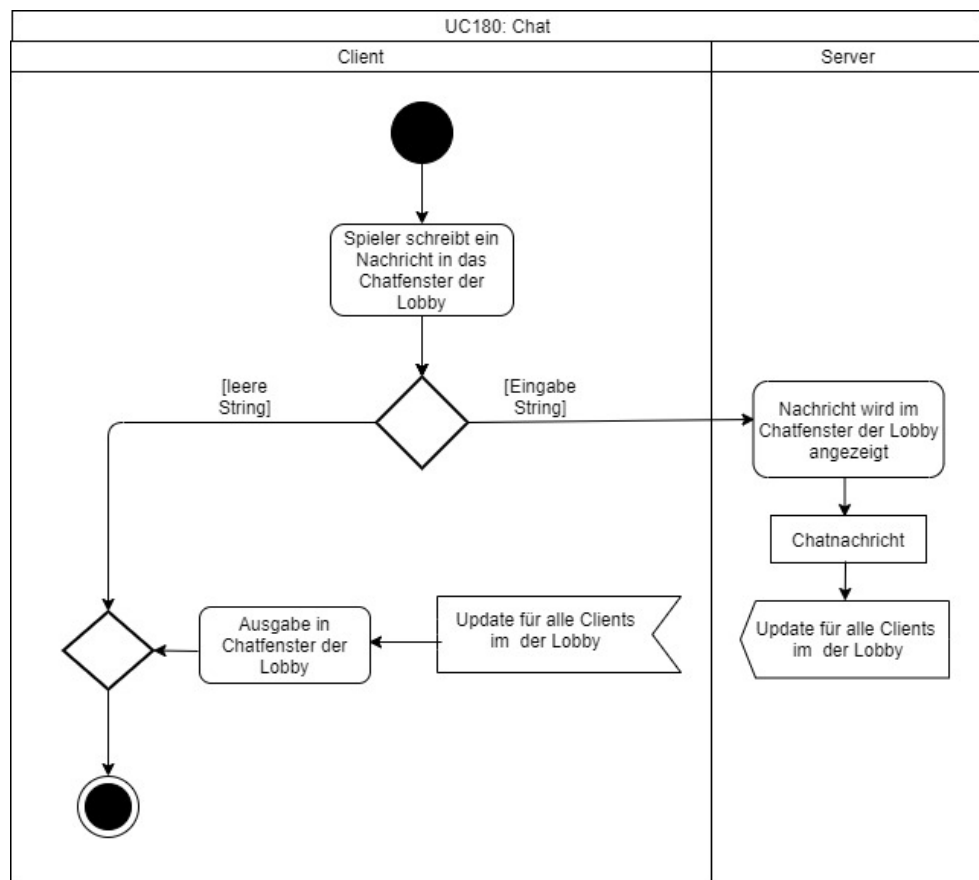 UC180: Chat
Client
Server
Spieler schreibt ein
Nachricht in das
Chatfenster der
Lobby
[leere
String]
[Eingabe
String]
Nachricht wird im
Chatfenster der Lobby
angezeigt
Chatnachricht
Ausgabe in
Chatfenster der
Lobby
Update für alle Clients
im der Lobby
Update für alle Clients
im der Lobby